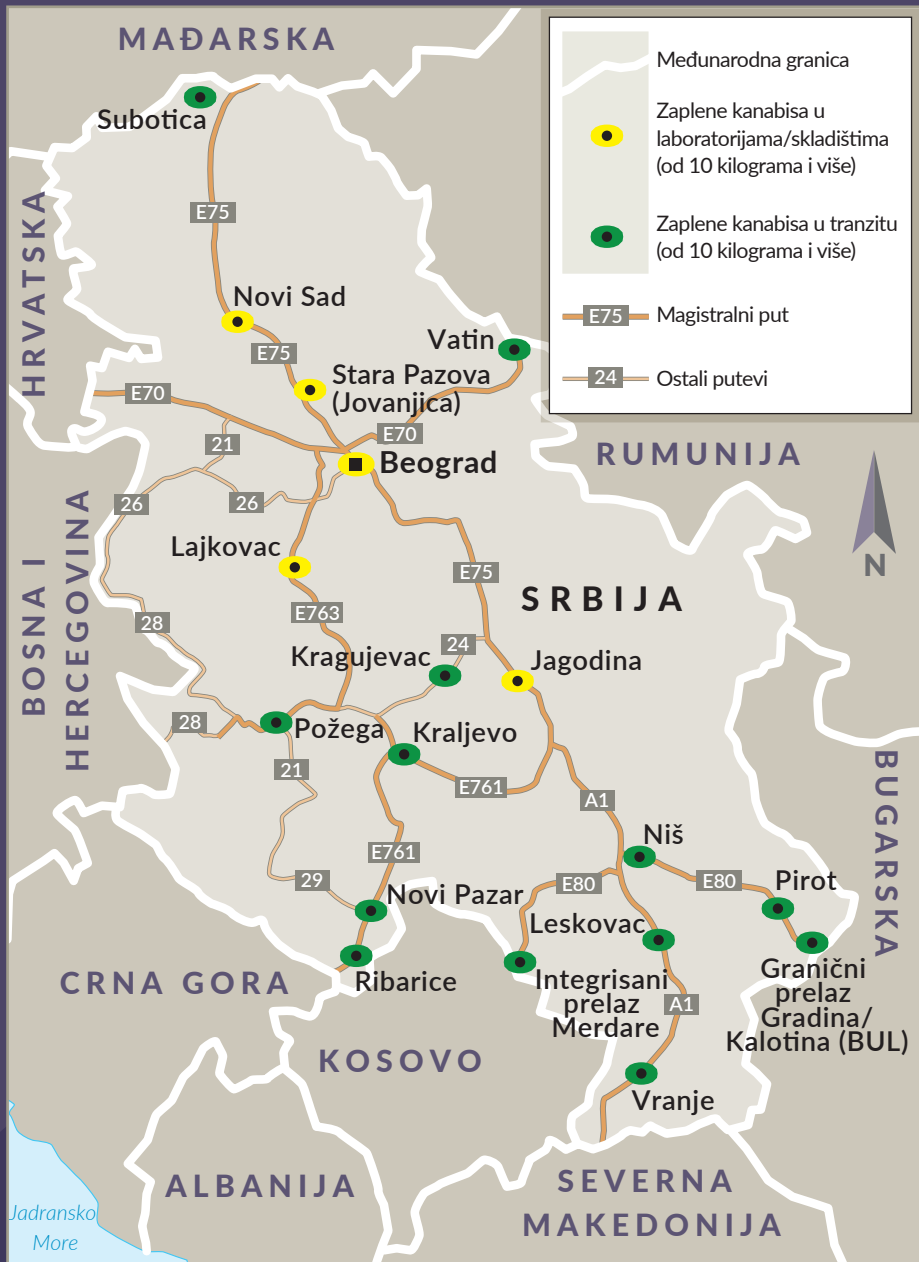 MAĐARSKA
Međunarodna granica
Zaplene kanabisa u
laboratorijama/skladištima
(od 10 kilograma i više)
Zaplene kanabisa u tranzitu
(od 10 kilograma i više)
E75
Magistralni put
24
Ostali putevi
Subotica
HRVATSKA
E75
Novi Sad
E75
Vatin
Stara Pazova
(Jovanjica)
E70
E70
21
RUMUNIJA
Beograd
26
26
N
BOSNA I
HERCEGOVINA
Lajkovac
E75
SRBIJA
E763
28
24
Kragujevac
Jagodina
28
Požega
Kraljevo
21
E761
A1
BUGARSKA
Niš
E761
29
E80
E80
Pirot
Novi Pazar
Leskovac
CRNA GORA
Ribarice
Integrisani
prelaz
Merdare
Granični
prelaz
Gradina/
Kalotina (BUL)
A1
KOSOVO
Vranje
ALBANIJA
SEVERNA
MAKEDONIJA
Jadransko
More